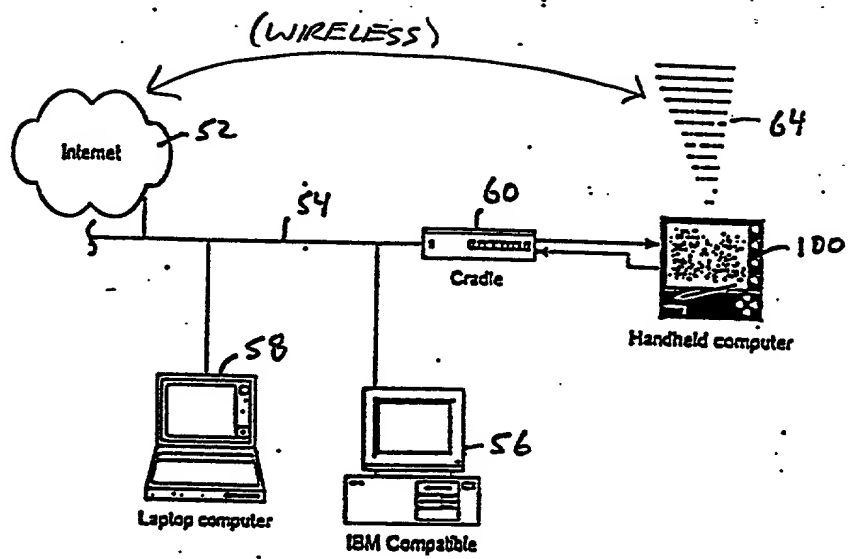 (WIRELESS)
64
Internet
52
54
60
100
Cradle
Handheld computer
58
56
Laptop computer
IBM Compatible